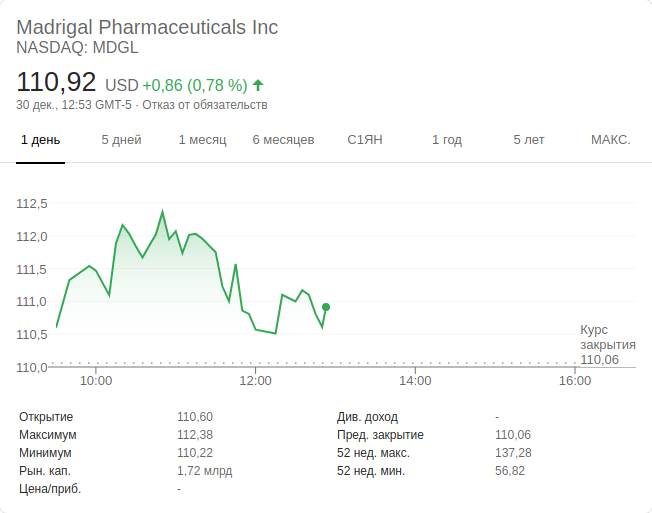 Madrigal Pharmaceuticals Inc
NASDAQ: MDGL
110,92 USD +0,86 (0,78 %)
30 дек., 12:53 GMT-5 · Отказ от обязательств
1 день 5 дней 1 месяц 6 месяцев С1ЯН 1 год 5 лет МАКС.
112,5
112,0
111,5
111,0
110,5
110,0
Курс
закрытия
110,06
10:00 12:00 14:00 16:00
Открытие 110,60 Див. доход -
Максимум 112,38 Пред. закрытие 110,06
Минимум 110,22 52 нед. макс. 137,28
Рын. кап. 1,72 млрд 52 нед. мин. 56,82
Цена/приб. -